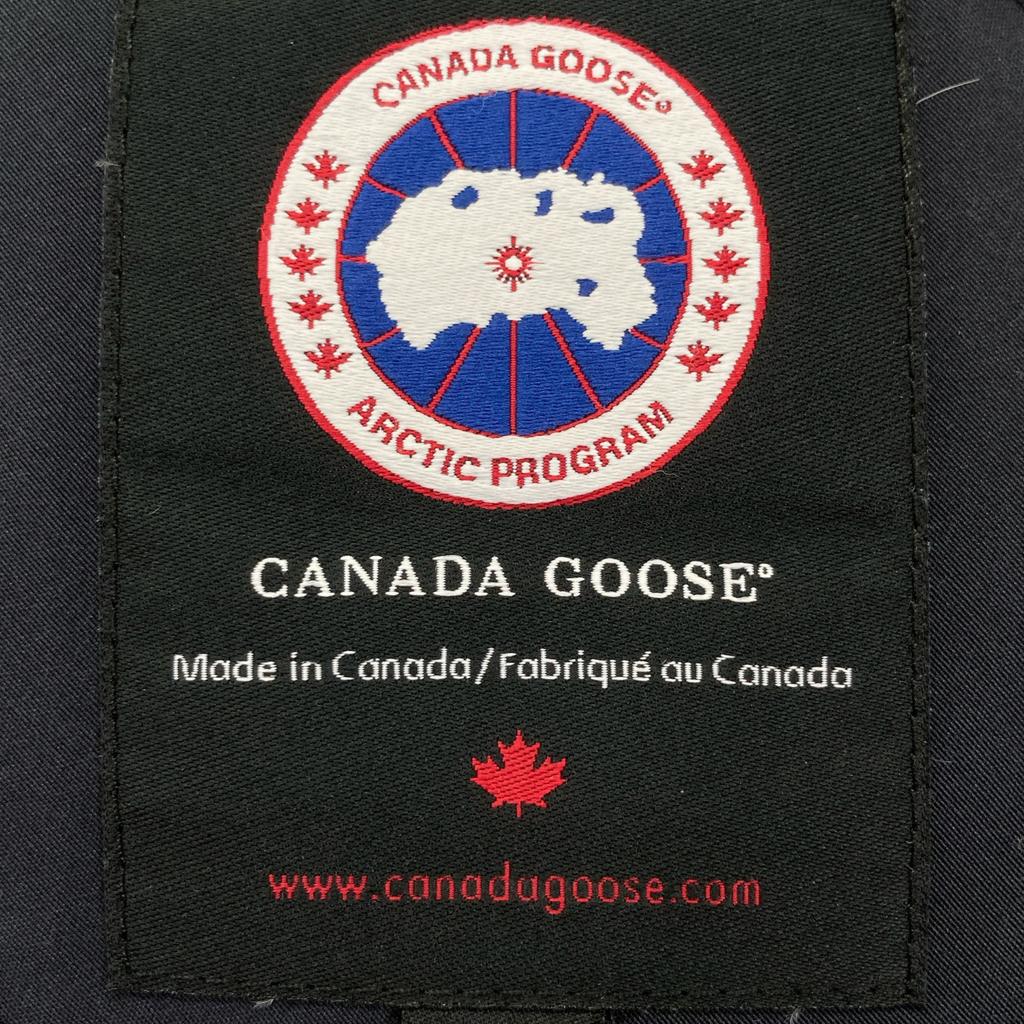 CANADA GOOSE®
ARCTIC PROGRAM
CANADA GOOSE®
Made in Canada/Fabriqué au Canada
www.canadagoose.com